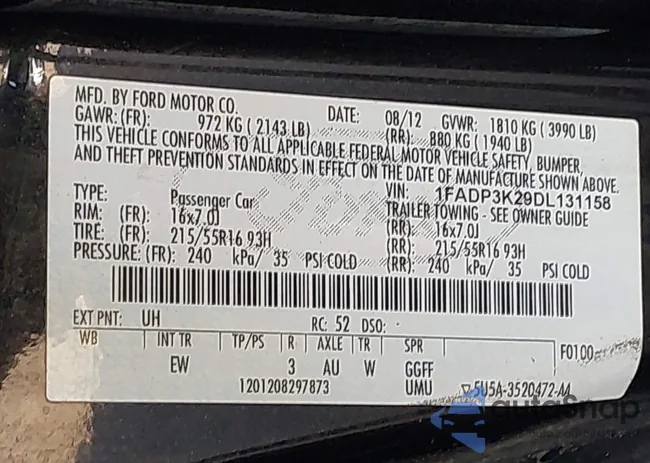 MFD. BY FORD MOTOR CO.
DATE: 08/12 GVWR: 1810 KG ( 3990 LB)
GAWR: (FR): 972 KG ( 2143 LB) (RR): 880 KG ( 1940 LB)
THIS VEHICLE CONFORMS TO ALL APPLICABLE FEDERAL MOTOR VEHICLE SAFETY, BUMPER,
AND THEFT PREVENTION STANDARDS IN EFFECT ON THE DATE OF MANUFACTURE SHOWN ABOVE.
VIN: 1FADP3K29DL131158
TYPE: Passenger Car TRAILER TOWING - SEE OWNER GUIDE
RIM: (FR): 16x7.0J (RR): 16x7.0J
TIRE: (FR): 215/55R16 93H (RR): 215/55R16 93H
PRESSURE: (FR): 240 kPa/ 35 PSI COLD (RR): 240 kPa/ 35 PSI COLD
EXT PNT: UH RC: 52 DSO:
F0100
WB INT TR TP/PS R AXLE TR SPR
EW 3 AU W GGFF
1201208297873 UMU 5U5A-3520472-AA
autoSnap